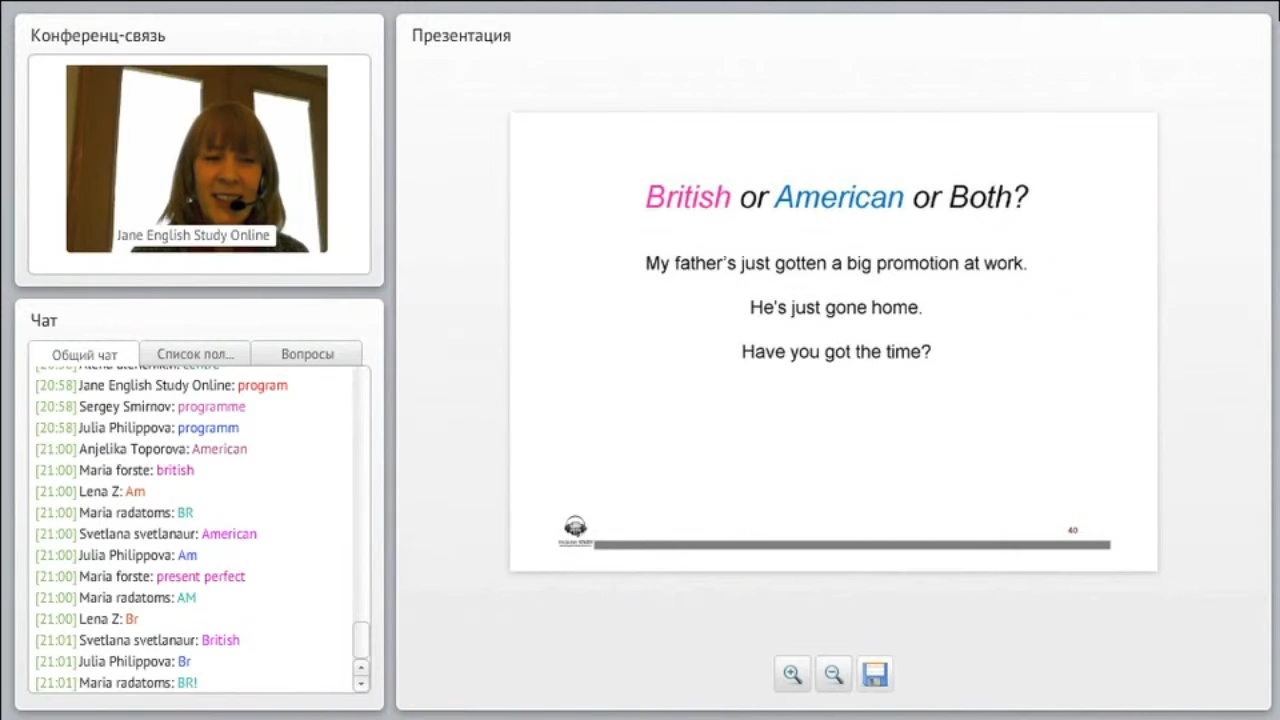 Конференц-связь
Jane English Study Online
Чат
Общий чат
Список пол...
Вопросы
[20:58] Jane English Study Online: program
[20:58] Sergey Smirnov: programme
[20:58] Julia Philippova: programm
[21:00] Anjelika Toporova: American
[21:00] Maria forste: british
[21:00] Lena Z: Am
[21:00] Maria radatoms: BR
[21:00] Svetlana svetlanaur: American
[21:00] Julia Philippova: Am
[21:00] Maria forste: present perfect
[21:00] Maria radatoms: AM
[21:00] Lena Z: Br
[21:01] Svetlana svetlanaur: British
[21:01] Julia Philippova: Br
[21:01] Maria radatoms: BR!
Презентация
British or American or Both?
My father's just gotten a big promotion at work.
He's just gone home.
Have you got the time?
40